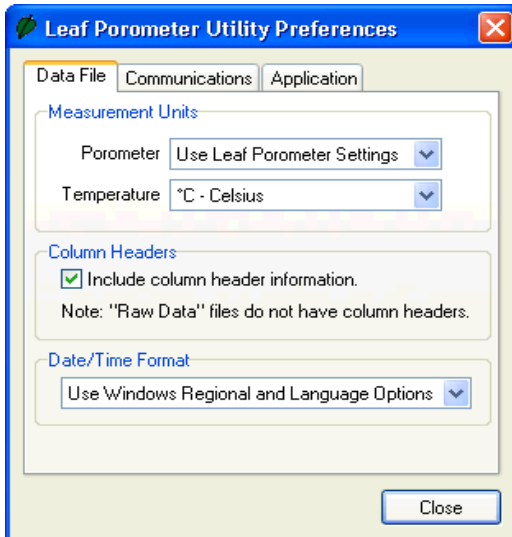 Leaf Porometer Utility Preferences
Data File Communications Application
Measurement Units
Porometer Use Leaf Porometer Settings
Temperature °C - Celsius
Column Headers
Include column header information.
Note: "Raw Data" files do not have column headers.
Date/Time Format
Use Windows Regional and Language Options
Close